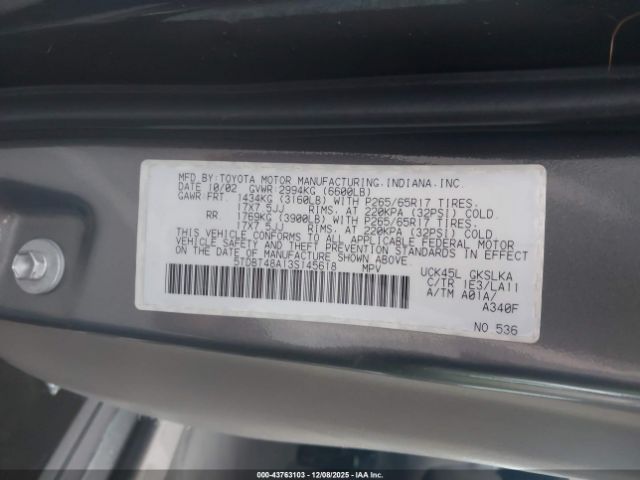 MFD.BY:TOYOTA MOTOR MANUFACTURING,INDIANA,INC.
DATE 10/02 GVWR 2994KG (6600LB)
GAWR FRT. 1434KG (3160LB) WITH P265/65R17 TIRES.
17X7.5JJ RIMS, AT 220KPA (32PSI) COLD.
RR. 1769KG (3900LB) WITH P265/65R17 TIRES,
17X7.5JJ RIMS, AT 220KPA (32PSI) COLD.
THIS VEHICLE CONFORMS TO ALL APPLICABLE FEDERAL MOTOR
VEHICLE SAFETY AND THEFT PREVENTION STANDARDS IN EFFECT
ON THE DATE OF MANUFACTURE SHOWN ABOVE.
5TDBT48A13S145618 MPV
UCK45L GKSLKA
C/TR 1E3/LA11
A/TM A01A/
A340F
NO.536
000-43763103 - 12/08/2025 - IAA Inc.